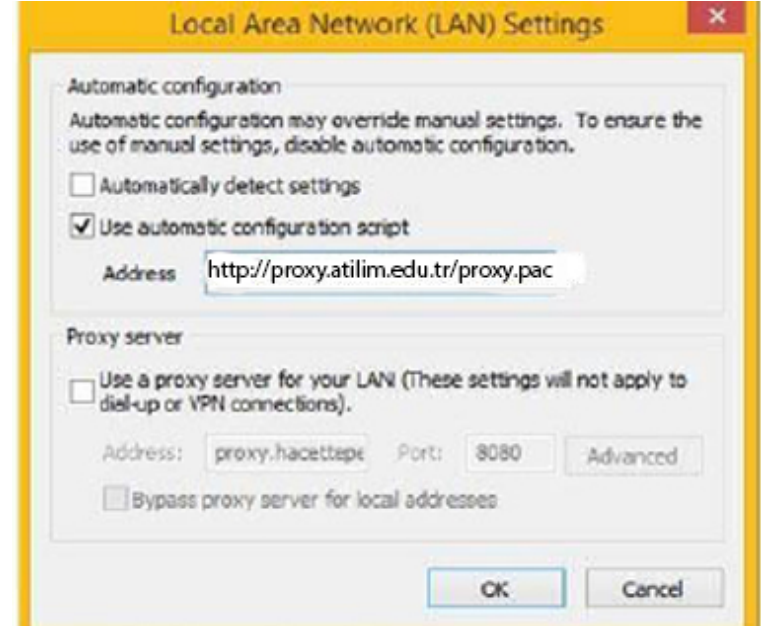 Local Area Network (LAN) Settings
Automatic configuration
Automatic configuration may override manual settings. To ensure the
use of manual settings, disable automatic configuration.
Automatically detect settings
Use automatic configuration script
Address http://proxy.atilim.edu.tr/proxy.pac
Proxy server
Use a proxy server for your LAN (These settings will not apply to
dial-up or VPN connections).
Address: proxy.hacettepe Port: 8080 Advanced
Bypass proxy server for local addresses
OK Cancel